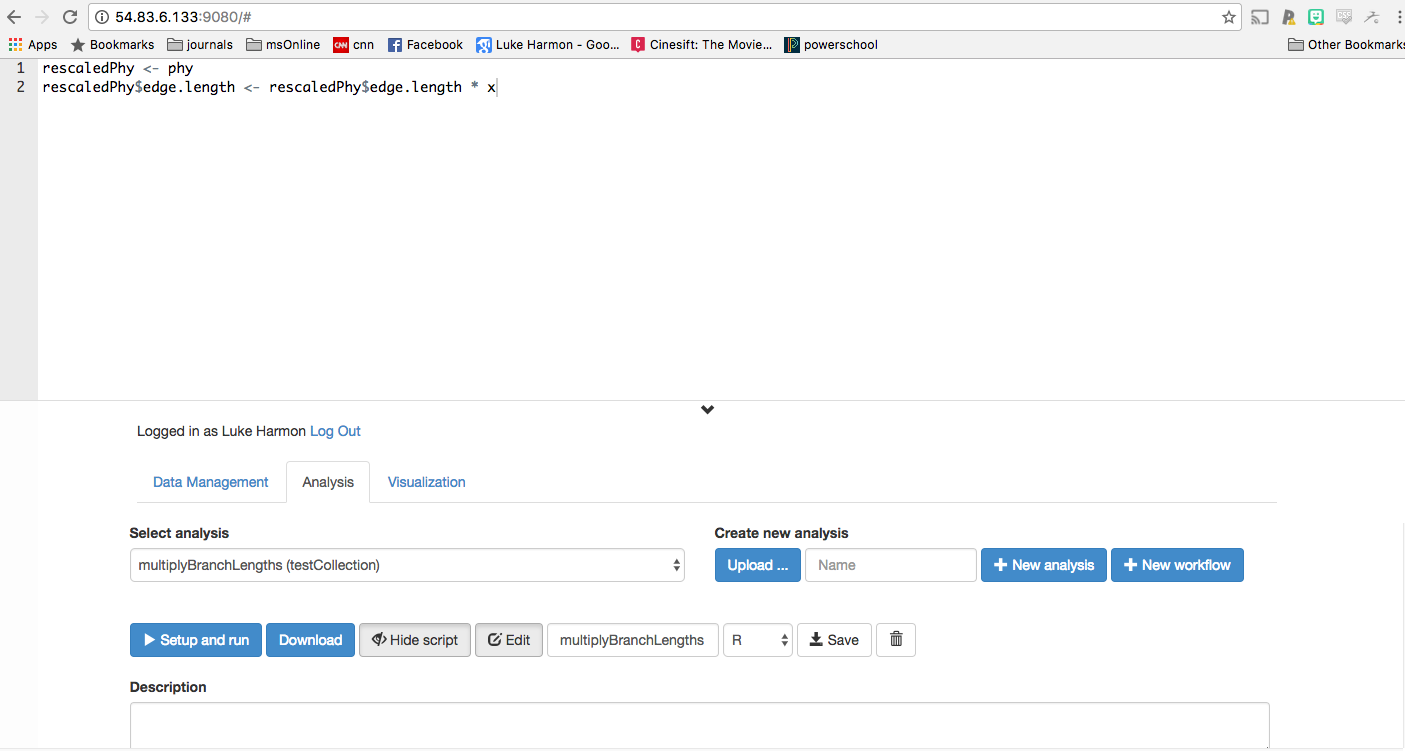 54.83.6.133:9080/#
Apps Bookmarks journals msOnline CNN cnn Facebook Luke Harmon - Goo... C Cinesift: The Movie... powerschool Other Bookmarks
1 rescaledPhy <- phy
2 rescaledPhy$edge.length <- rescaledPhy$edge.length * x
Logged in as Luke Harmon Log Out
Data Management Analysis Visualization
Select analysis Create new analysis
multiplyBranchLengths (testCollection) Upload ... Name New analysis New workflow
Setup and run Download Hide script Edit multiplyBranchLengths R Save
Description